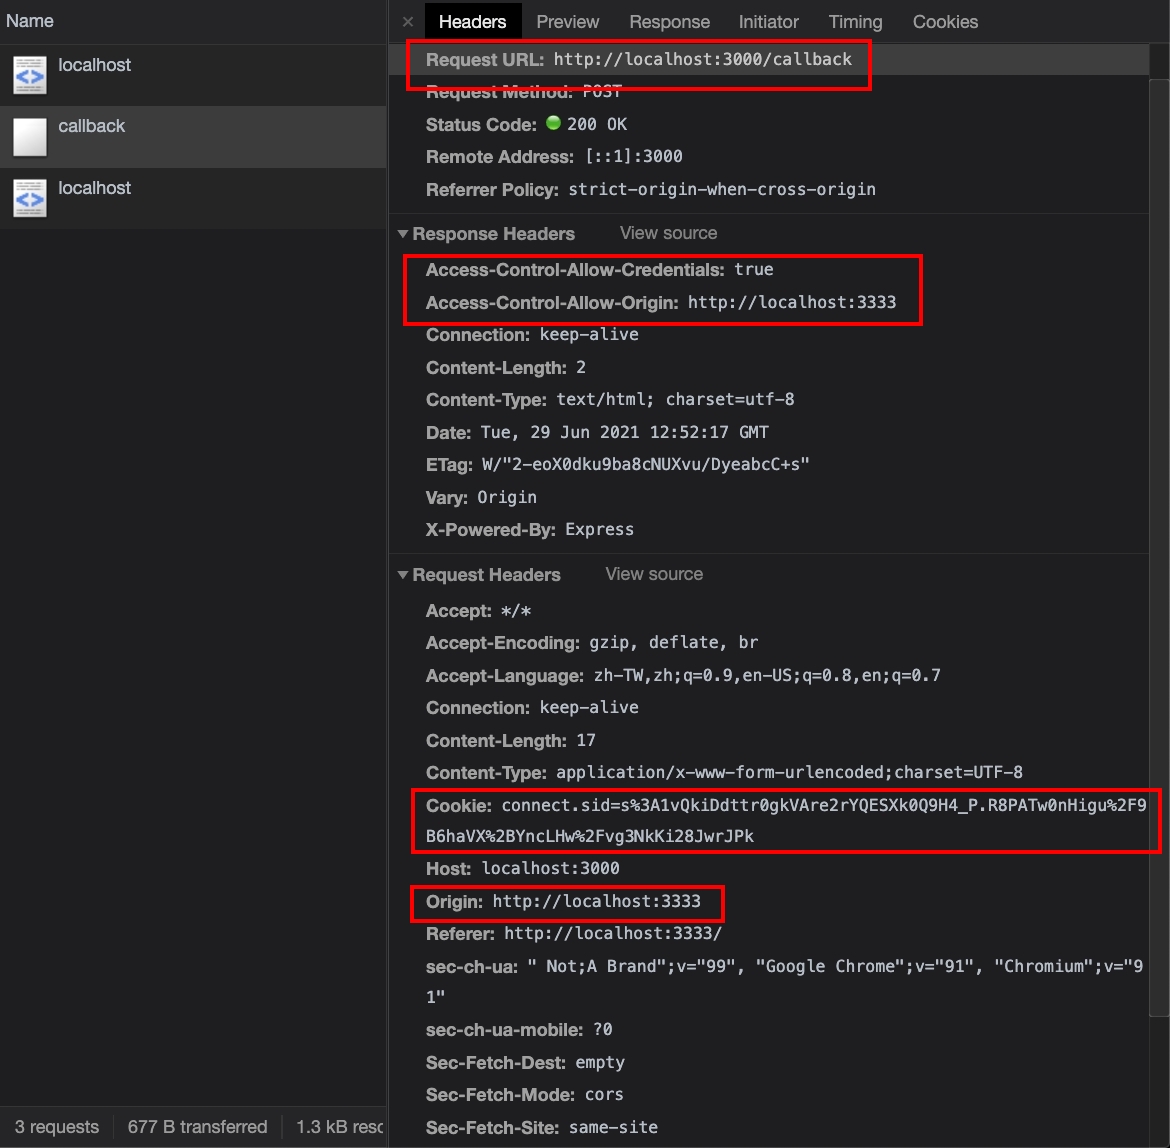 Name
localhost
callback
localhost
3 requests
677 B transferred
1.3 kB resc
× Headers Preview Response Initiator Timing Cookies
Request URL: http://localhost:3000/callback
Request Method: POST
Status Code: 200 OK
Remote Address: [::1]:3000
Referrer Policy: strict-origin-when-cross-origin
Response Headers View source
Access-Control-Allow-Credentials: true
Access-Control-Allow-Origin: http://localhost:3333
Connection: keep-alive
Content-Length: 2
Content-Type: text/html; charset=utf-8
Date: Tue, 29 Jun 2021 12:52:17 GMT
ETag: W/"2-eoX0dku9ba8cNUXvu/DyeabcC+s"
Vary: Origin
X-Powered-By: Express
Request Headers View source
Accept: */*
Accept-Encoding: gzip, deflate, br
Accept-Language: zh-TW,zh;q=0.9,en-US;q=0.8,en;q=0.7
Connection: keep-alive
Content-Length: 17
Content-Type: application/x-www-form-urlencoded;charset=UTF-8
Cookie: connect.sid=s%3A1vQkiDdttr0gkVAre2rYQESXk0Q9H4_P.R8PATw0nHigu%2F9
B6haVX%2BYncLHw%2Fvg3NkKi28JwrJPk
Host: localhost:3000
Origin: http://localhost:3333
Referer: http://localhost:3333/
sec-ch-ua: " Not;A Brand";v="99", "Google Chrome";v="91", "Chromium";v="9
1"
sec-ch-ua-mobile: ?0
Sec-Fetch-Dest: empty
Sec-Fetch-Mode: cors
Sec-Fetch-Site: same-site